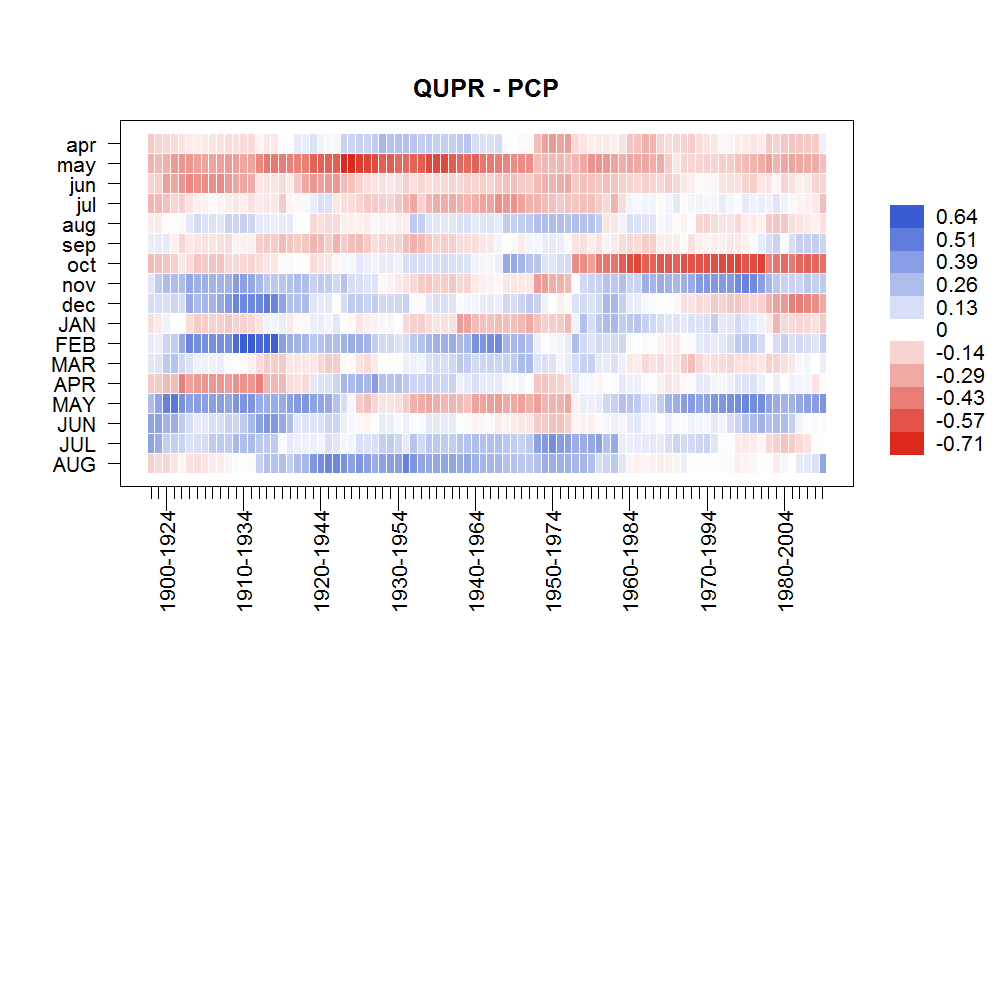 QUPR - PCP
apr
may
jun
jul
aug
sep
oct
nov
dec
JAN
FEB
MAR
APR
MAY
JUN
JUL
AUG
0.64
0.51
0.39
0.26
0.13
0
-0.14
-0.29
-0.43
-0.57
-0.71
1900-1924
1910-1934
1920-1944
1930-1954
1940-1964
1950-1974
1960-1984
1970-1994
1980-2004